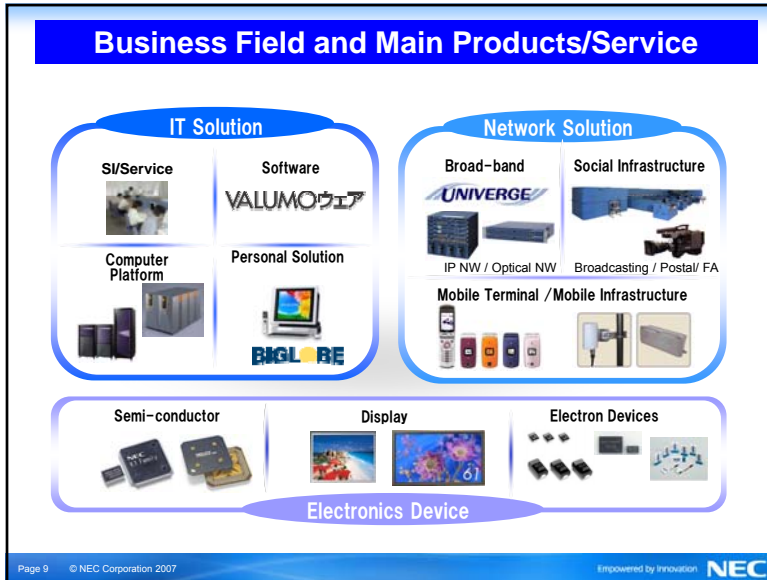 Business Field and Main Products/Service
IT Solution
SI/Service
Software
VALUMOウェア
Computer
Platform
Personal Solution
BIGLOBE
Network Solution
Broad-band
Social Infrastructure
UNIVERGE
IP NW / Optical NW
Broadcasting / Postal/ FA
Mobile Terminal /Mobile Infrastructure
Semi-conductor
Display
Electron Devices
NEC
61
Electronics Device
Page 9 © NEC Corporation 2007
Empowered by Innovation NEC